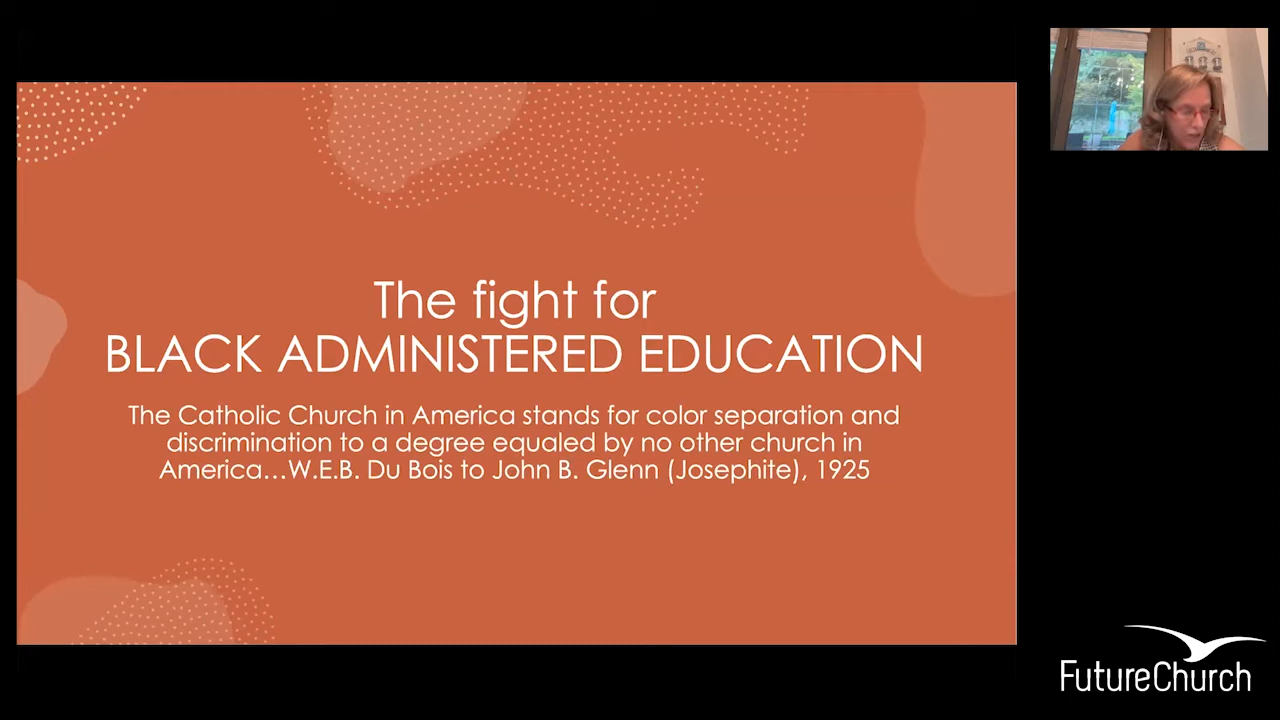 The fight for
BLACK ADMINISTERED EDUCATION
The Catholic Church in America stands for color separation and
discrimination to a degree equaled by no other church in
America...W.E.B. Du Bois to John B. Glenn (Josephite), 1925
FutureChurch